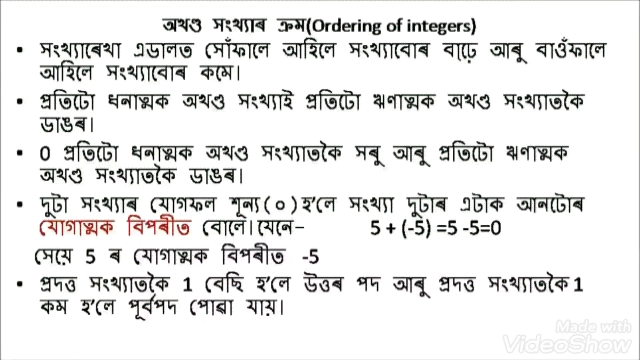 অখণ্ড সংখ্যাৰ ক্ৰম(Ordering of integers)
• সংখ্যাৰেখা এডালত সোঁফালে আহিলে সংখ্যাবোৰ বাঢ়ে আৰু বাওঁফালে
আহিলে সংখ্যাবোৰ কমে।
• প্ৰতিটো ধনাত্মক অখণ্ড সংখ্যাই প্ৰতিটো ঋণাত্মক অখণ্ড সংখ্যাতকৈ
ডাঙৰ।
• 0 প্ৰতিটো ধনাত্মক অখণ্ড সংখ্যাতকৈ সৰু আৰু প্ৰতিটো ঋণাত্মক
অখণ্ড সংখ্যাতকৈ ডাঙৰ।
• দুটা সংখ্যাৰ যোগফল শূন্য(০)হ’লে সংখ্যা দুটাৰ এটাক আনটোৰ
যোগাত্মক বিপৰীত বোলে। যেনে- 5 + (-5) =5 -5=0
সেয়ে 5 ৰ যোগাত্মক বিপৰীত -5
• প্ৰদত্ত সংখ্যাতকৈ 1 বেছি হ’লে উত্তৰ পদ আৰু প্ৰদত্ত সংখ্যাতকৈ 1
কম হ’লে পূৰ্বপদ পোৱা যায়।
Made with
VideoShow